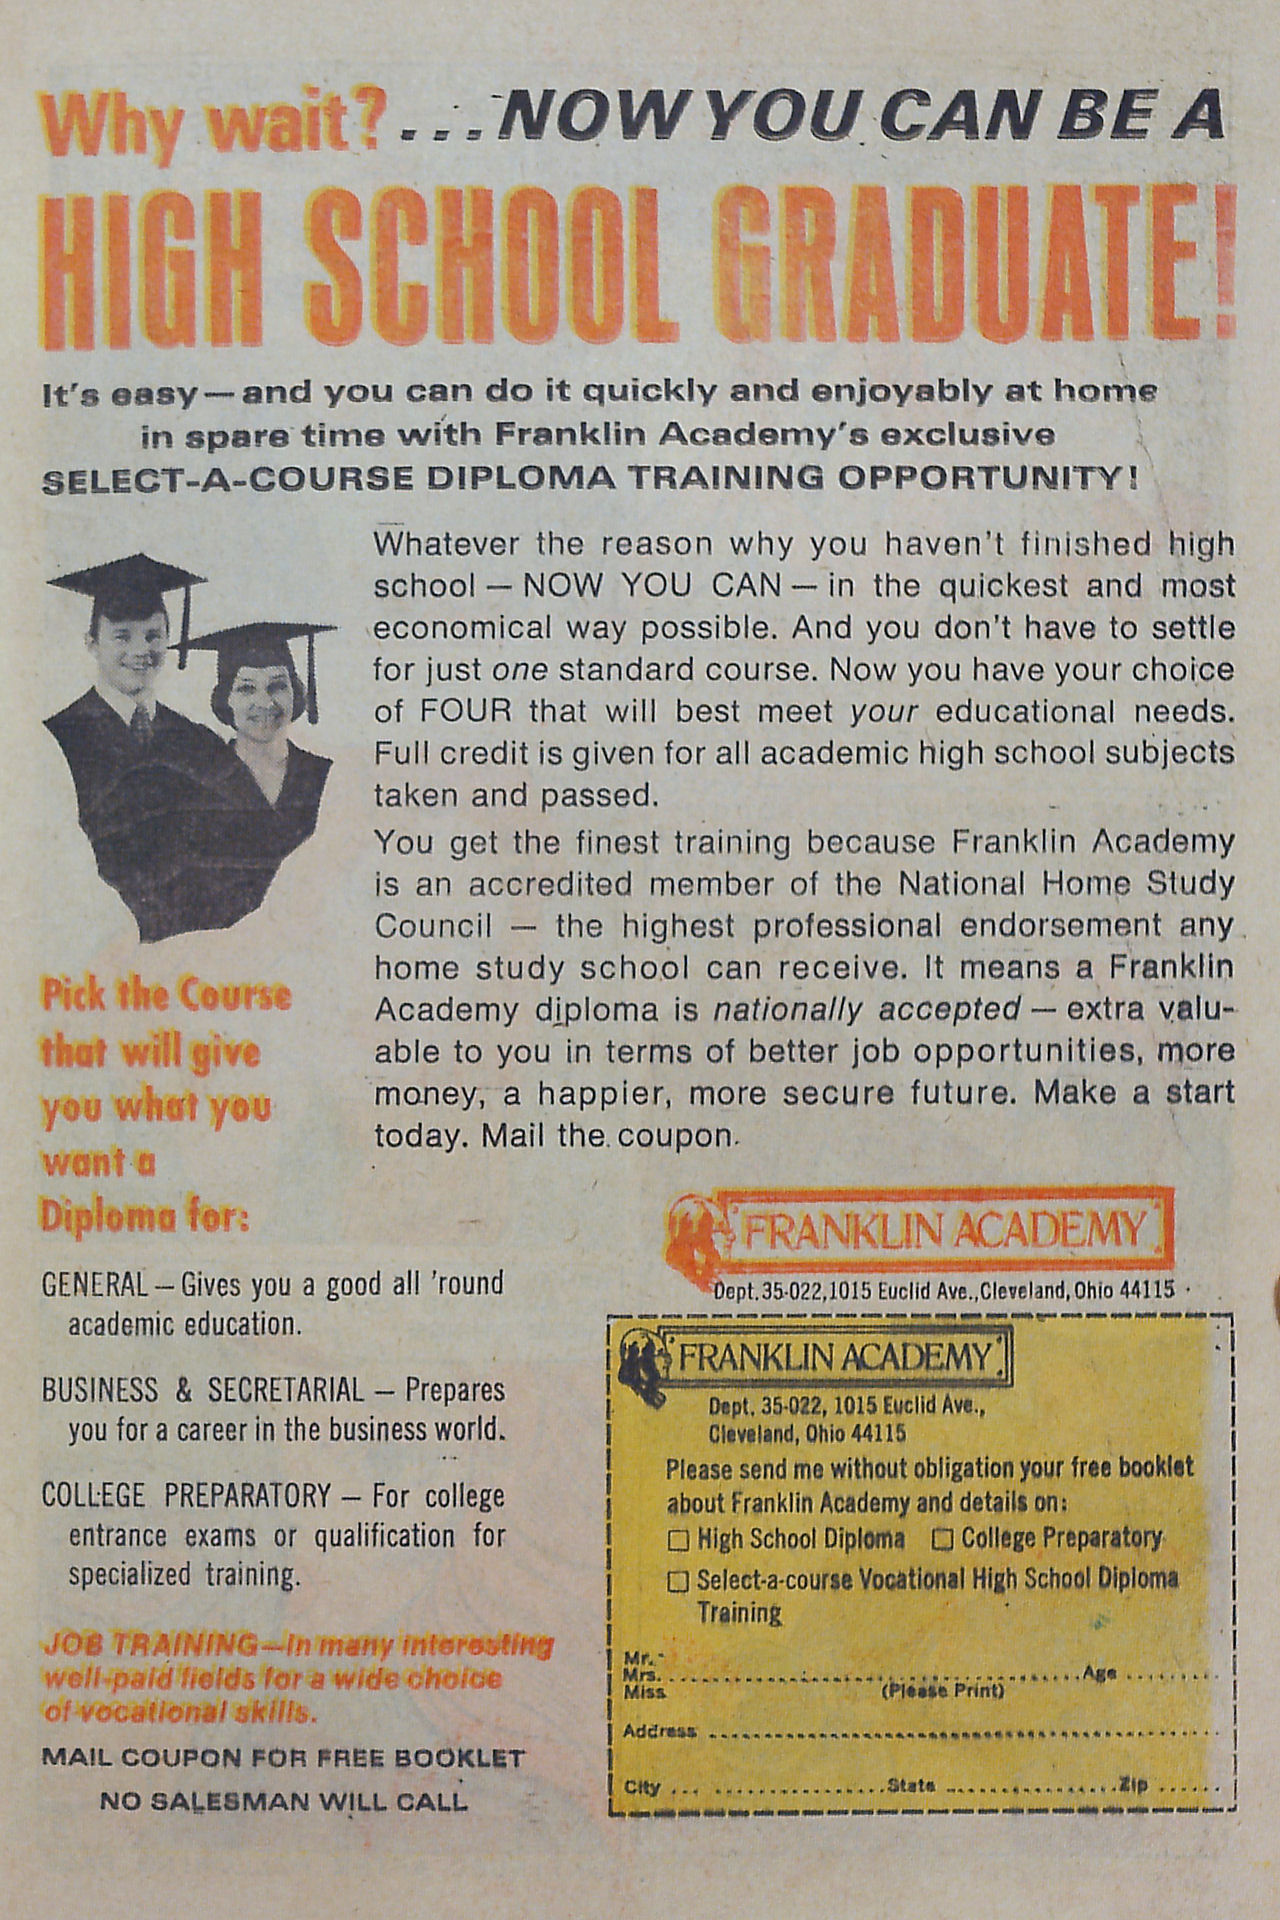 Why wait? ...NOW YOU CAN BE A
HIGH SCHOOL GRADUATE!
It's easy—and you can do it quickly and enjoyably at home
in spare time with Franklin Academy's exclusive
SELECT-A-COURSE DIPLOMA TRAINING OPPORTUNITY!
Whatever the reason why you haven't finished high
school — NOW YOU CAN — in the quickest and most
economical way possible. And you don't have to settle
for just one standard course. Now you have your choice
of FOUR that will best meet your educational needs.
Full credit is given for all academic high school subjects
taken and passed.
You get the finest training because Franklin Academy
is an accredited member of the National Home Study
Council — the highest professional endorsement any
home study school can receive. It means a Franklin
Academy diploma is nationally accepted — extra valu-
able to you in terms of better job opportunities, more
money, a happier, more secure future. Make a start
today. Mail the coupon.
Pick the Course
that will give
you what you
want a
Diploma for:
GENERAL — Gives you a good all 'round
academic education.
BUSINESS & SECRETARIAL — Prepares
you for a career in the business world.
COLLEGE PREPARATORY — For college
entrance exams or qualification for
specialized training.
JOB TRAINING—In many interesting
well-paid fields for a wide choice
of vocational skills.
MAIL COUPON FOR FREE BOOKLET
NO SALESMAN WILL CALL
FRANKLIN ACADEMY
Dept. 35-022, 1015 Euclid Ave., Cleveland, Ohio 44115
FRANKLIN ACADEMY
Dept. 35-022, 1015 Euclid Ave.,
Cleveland, Ohio 44115
Please send me without obligation your free booklet
about Franklin Academy and details on:
☐ High School Diploma ☐ College Preparatory
☐ Select-a-course Vocational High School Diploma
Training
Mr.
Mrs. ........................................ Age ..........
Miss (Please Print)
Address ..................................................
City .................... State .................... Zip ......